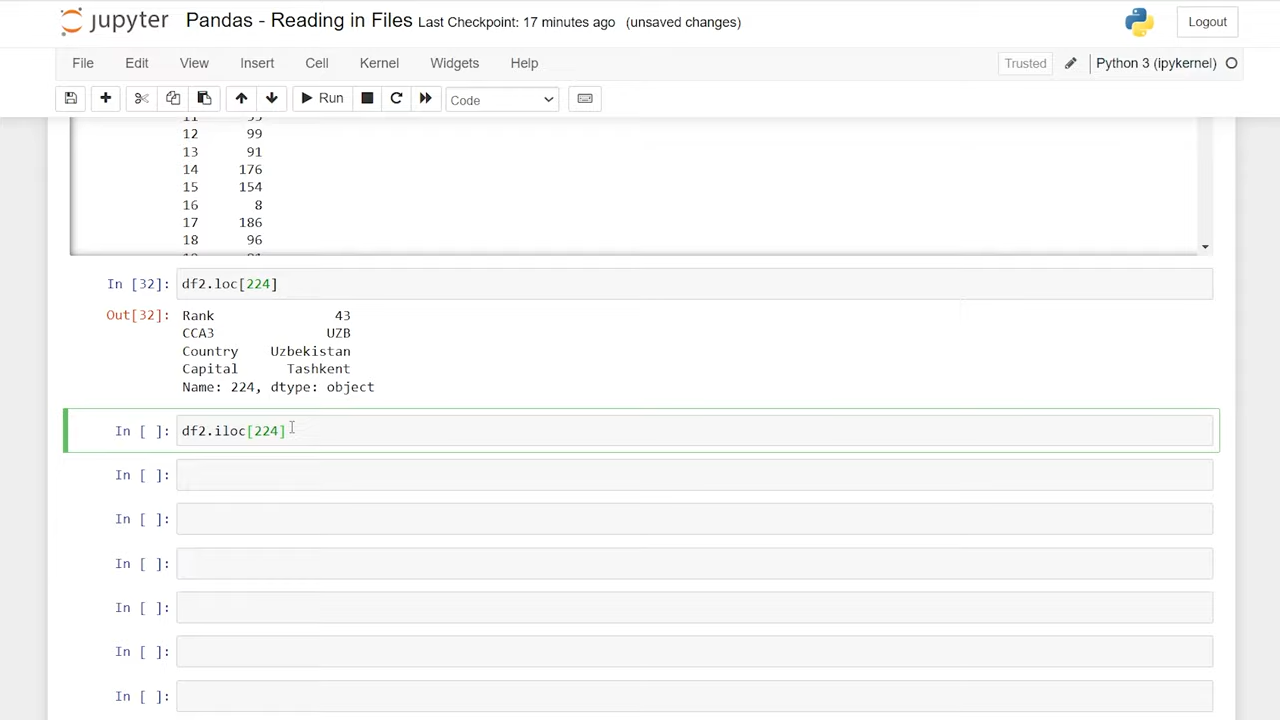 jupyter Pandas - Reading in Files Last Checkpoint: 17 minutes ago (unsaved changes) Logout
File Edit View Insert Cell Kernel Widgets Help Trusted Python 3 (ipykernel)
Run Code
12 99
13 91
14 176
15 154
16 8
17 186
18 96
In [32]: df2.loc[224]
Out[32]: Rank 43
CCA3 UZB
Country Uzbekistan
Capital Tashkent
Name: 224, dtype: object
In [ ]: df2.iloc[224]
In [ ]:
In [ ]:
In [ ]:
In [ ]:
In [ ]:
In [ ]: